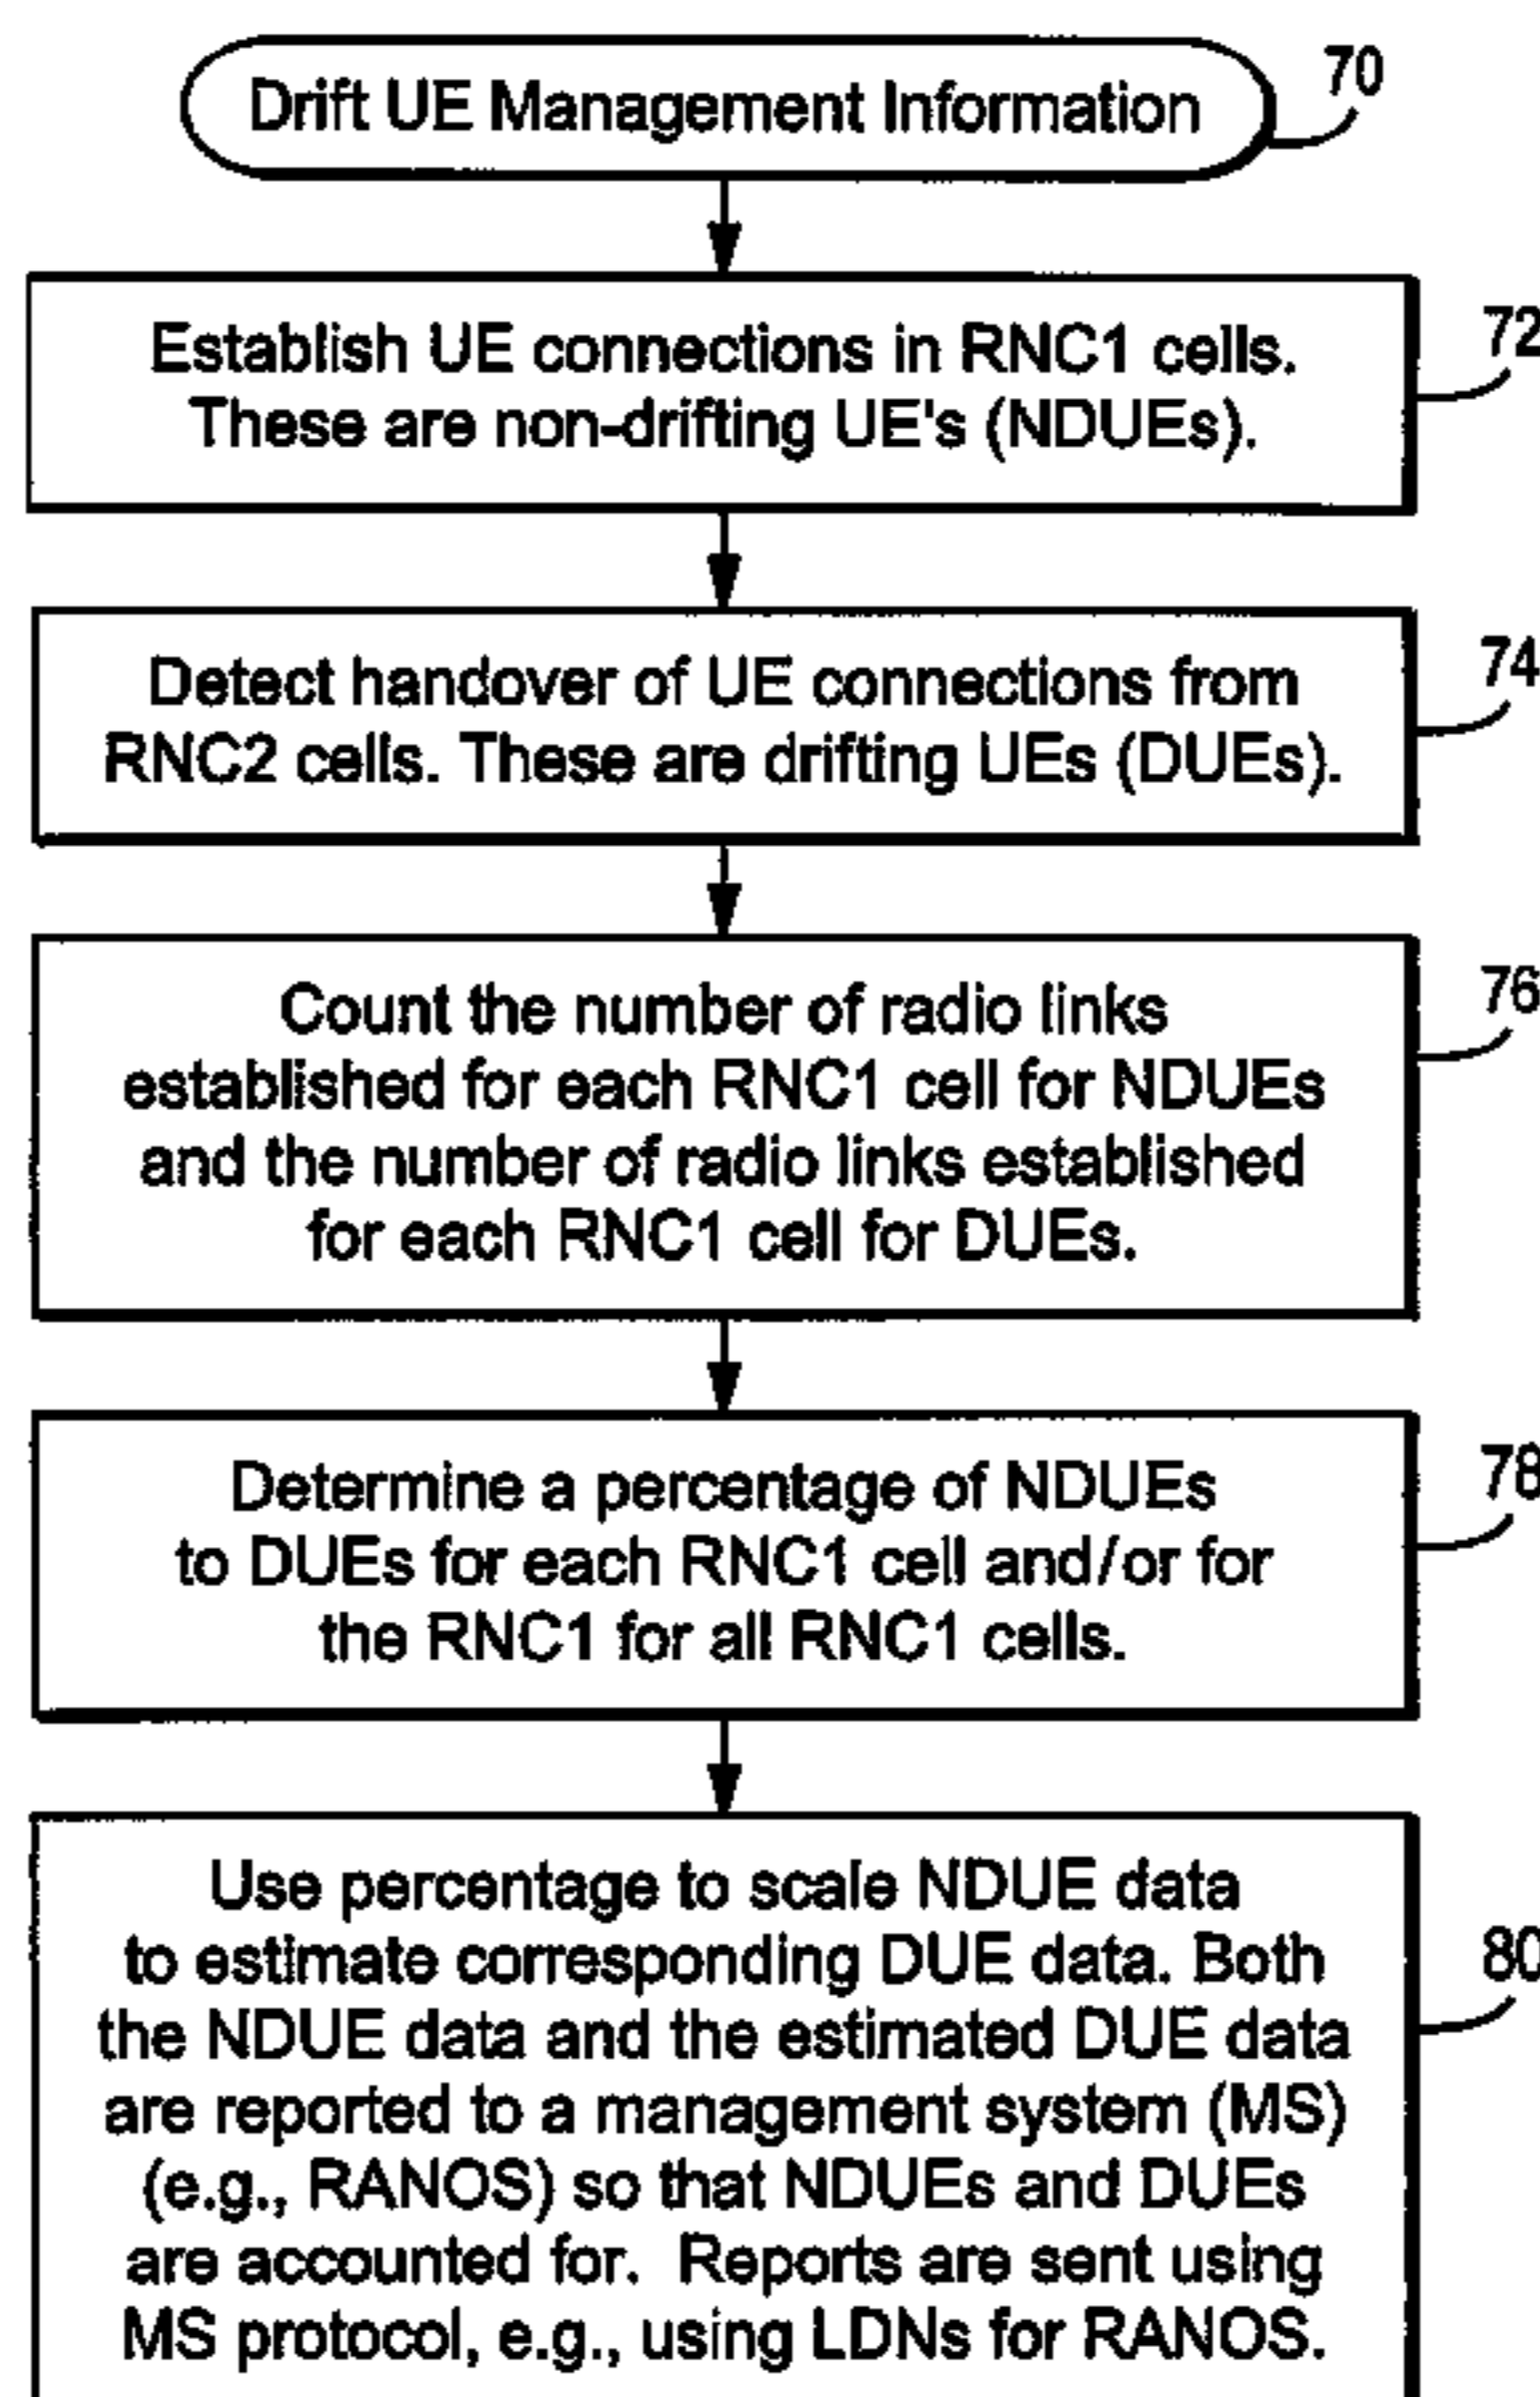 Drift UE Management Information
70
Establish UE connections in RNC1 cells.
These are non-drifting UE's (NDUEs).
72
Detect handover of UE connections from
RNC2 cells. These are drifting UEs (DUEs).
74
Count the number of radio links
established for each RNC1 cell for NDUEs
and the number of radio links established
for each RNC1 cell for DUEs.
76
Determine a percentage of NDUEs
to DUEs for each RNC1 cell and/or for
the RNC1 for all RNC1 cells.
78
Use percentage to scale NDUE data
to estimate corresponding DUE data. Both
the NDUE data and the estimated DUE data
are reported to a management system (MS)
(e.g., RANOS) so that NDUEs and DUEs
are accounted for. Reports are sent using
MS protocol, e.g., using LDNs for RANOS.
80